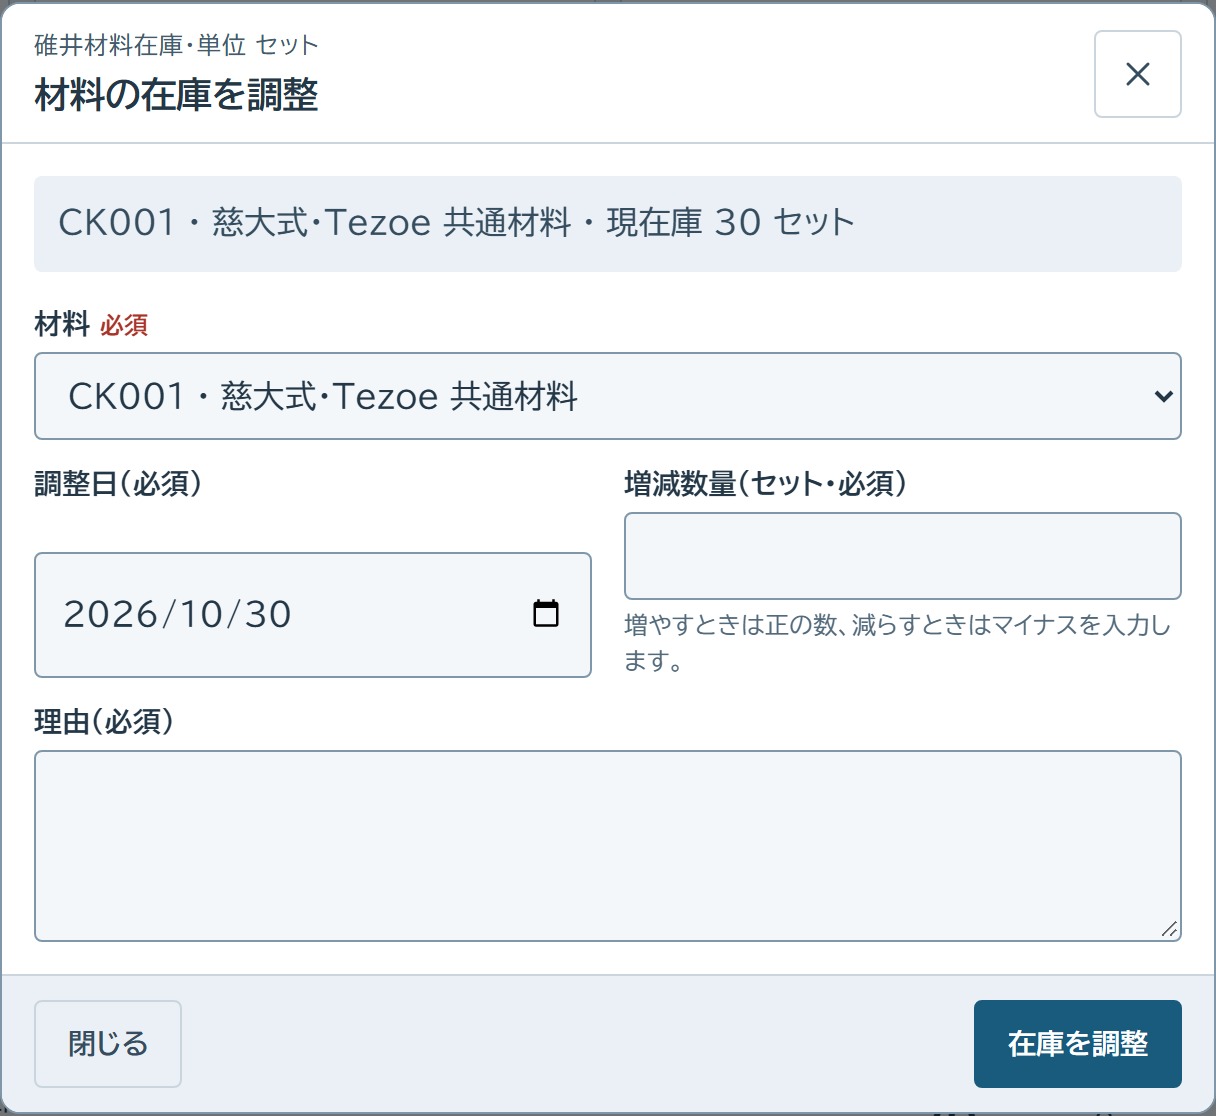 碓井材料在庫・単位 セット
材料の在庫を調整
CK001・慈大式・Tezoe 共通材料・現在庫 30 セット
材料 必須
CK001・慈大式・Tezoe 共通材料
調整日（必須）
2026/10/30
増減数量（セット・必須）
増やすときは正の数、減らすときはマイナスを入力し
ます。
理由（必須）
閉じる
在庫を調整